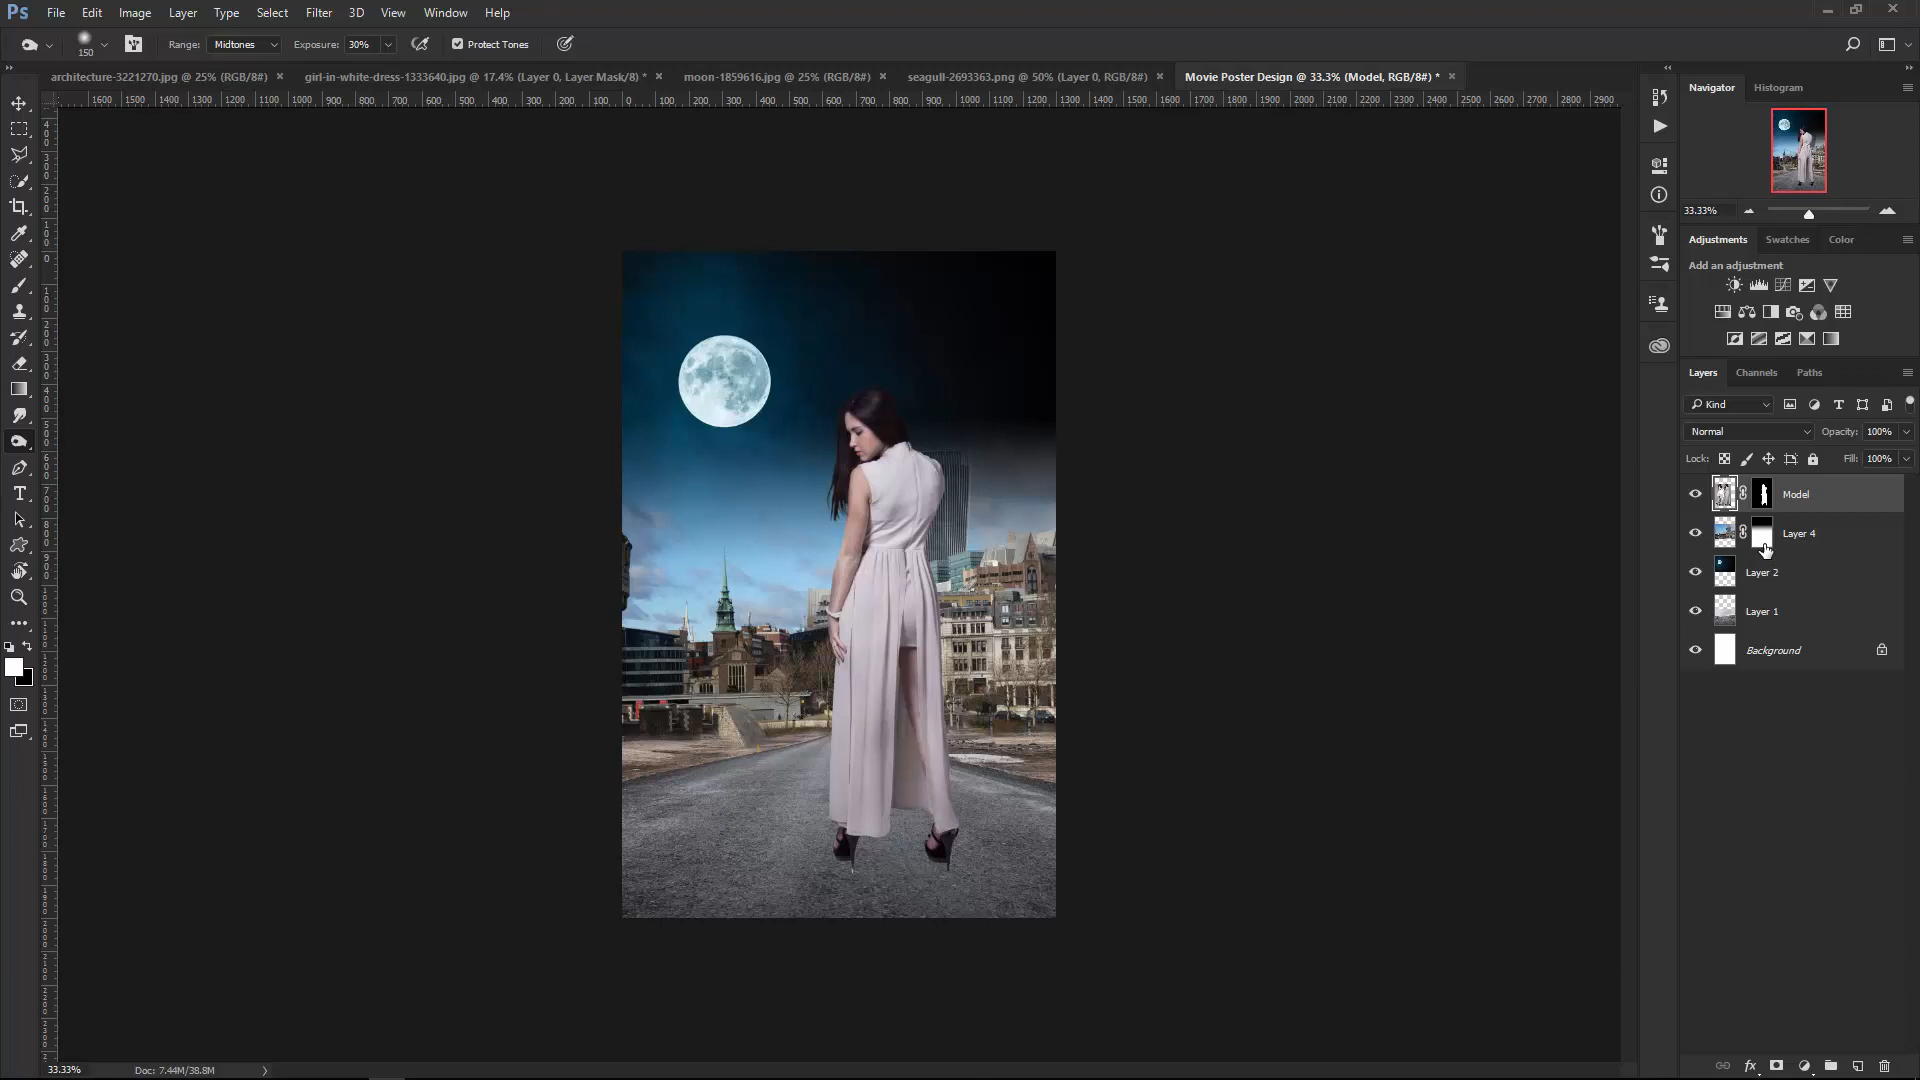 Ps File Edit Image Layer Type Select Filter 3D View Window Help
150 Range: Midtones Exposure: 30% Protect Tones
architecture-3221270.jpg @ 25% (RGB/8#) × girl-in-white-dress-1333640.jpg @ 17.4% (Layer 0, Layer Mask/8) * × moon-1859616.jpg @ 25% (RGB/8#) × seagull-2693363.png @ 50% (Layer 0, RGB/8#) × Movie Poster Design @ 33.3% (Model, RGB/8#) * ×
1600 1500 1400 1300 1200 1100 1000 900 800 700 600 500 400 300 200 100 0 100 200 300 400 500 600 700 800 900 1000 1100 1200 1300 1400 1500 1600 1700 1800 1900 2000 2100 2200 2300 2400 2500 2600 2700 2800 2900
Navigator Histogram
33.33%
Adjustments Swatches Color
Add an adjustment
Layers Channels Paths
Kind
Normal Opacity: 100%
Lock: Fill: 100%
Model
Layer 4
Layer 2
Layer 1
Background
fx
33.33% Doc: 7.44M/38.8M